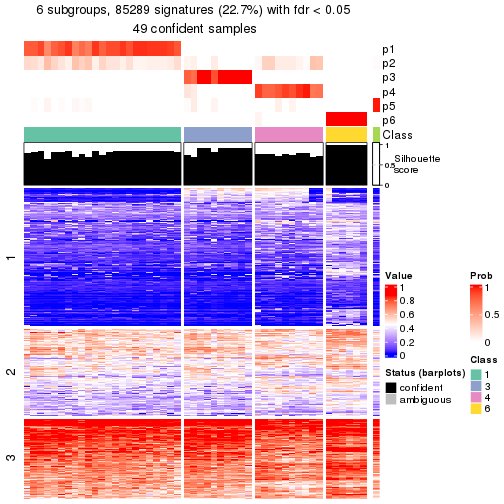 6 subgroups, 85289 signatures (22.7%) with fdr < 0.05
49 confident samples
p1
p2
p3
p4
p5
p6
Class
1
0.5
0
Silhouette
score
1
2
3
Value
1
0.8
0.6
0.4
0.2
0
Prob
1
0.5
0
Status (barplots)
confident
ambiguous
Class
1
3
4
6